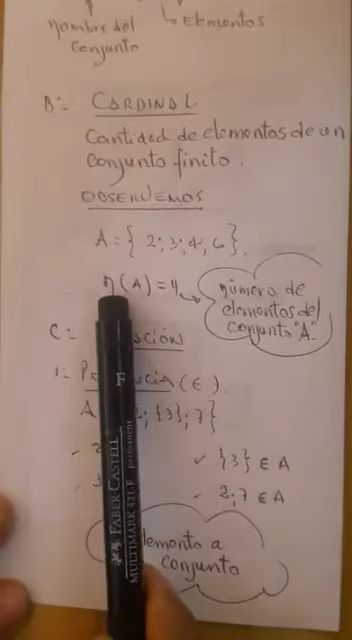 nombre del
Conjunto
elementos
B:- CARDINAL
Cantidad de elementos de un
Conjunto finito.
OBSERVEMOS
A = { 2; 3; 4; 6 }.
η(A) = 4
número de
elementos del
conjunto "A".
C:-
1:- (∈).
A ; {3}; 7}
✓ {3} ∈ A
2; 7 ∈ A
elemento a
conjunto
FABER CASTELL
MULTIMARK 421-F permanent
F